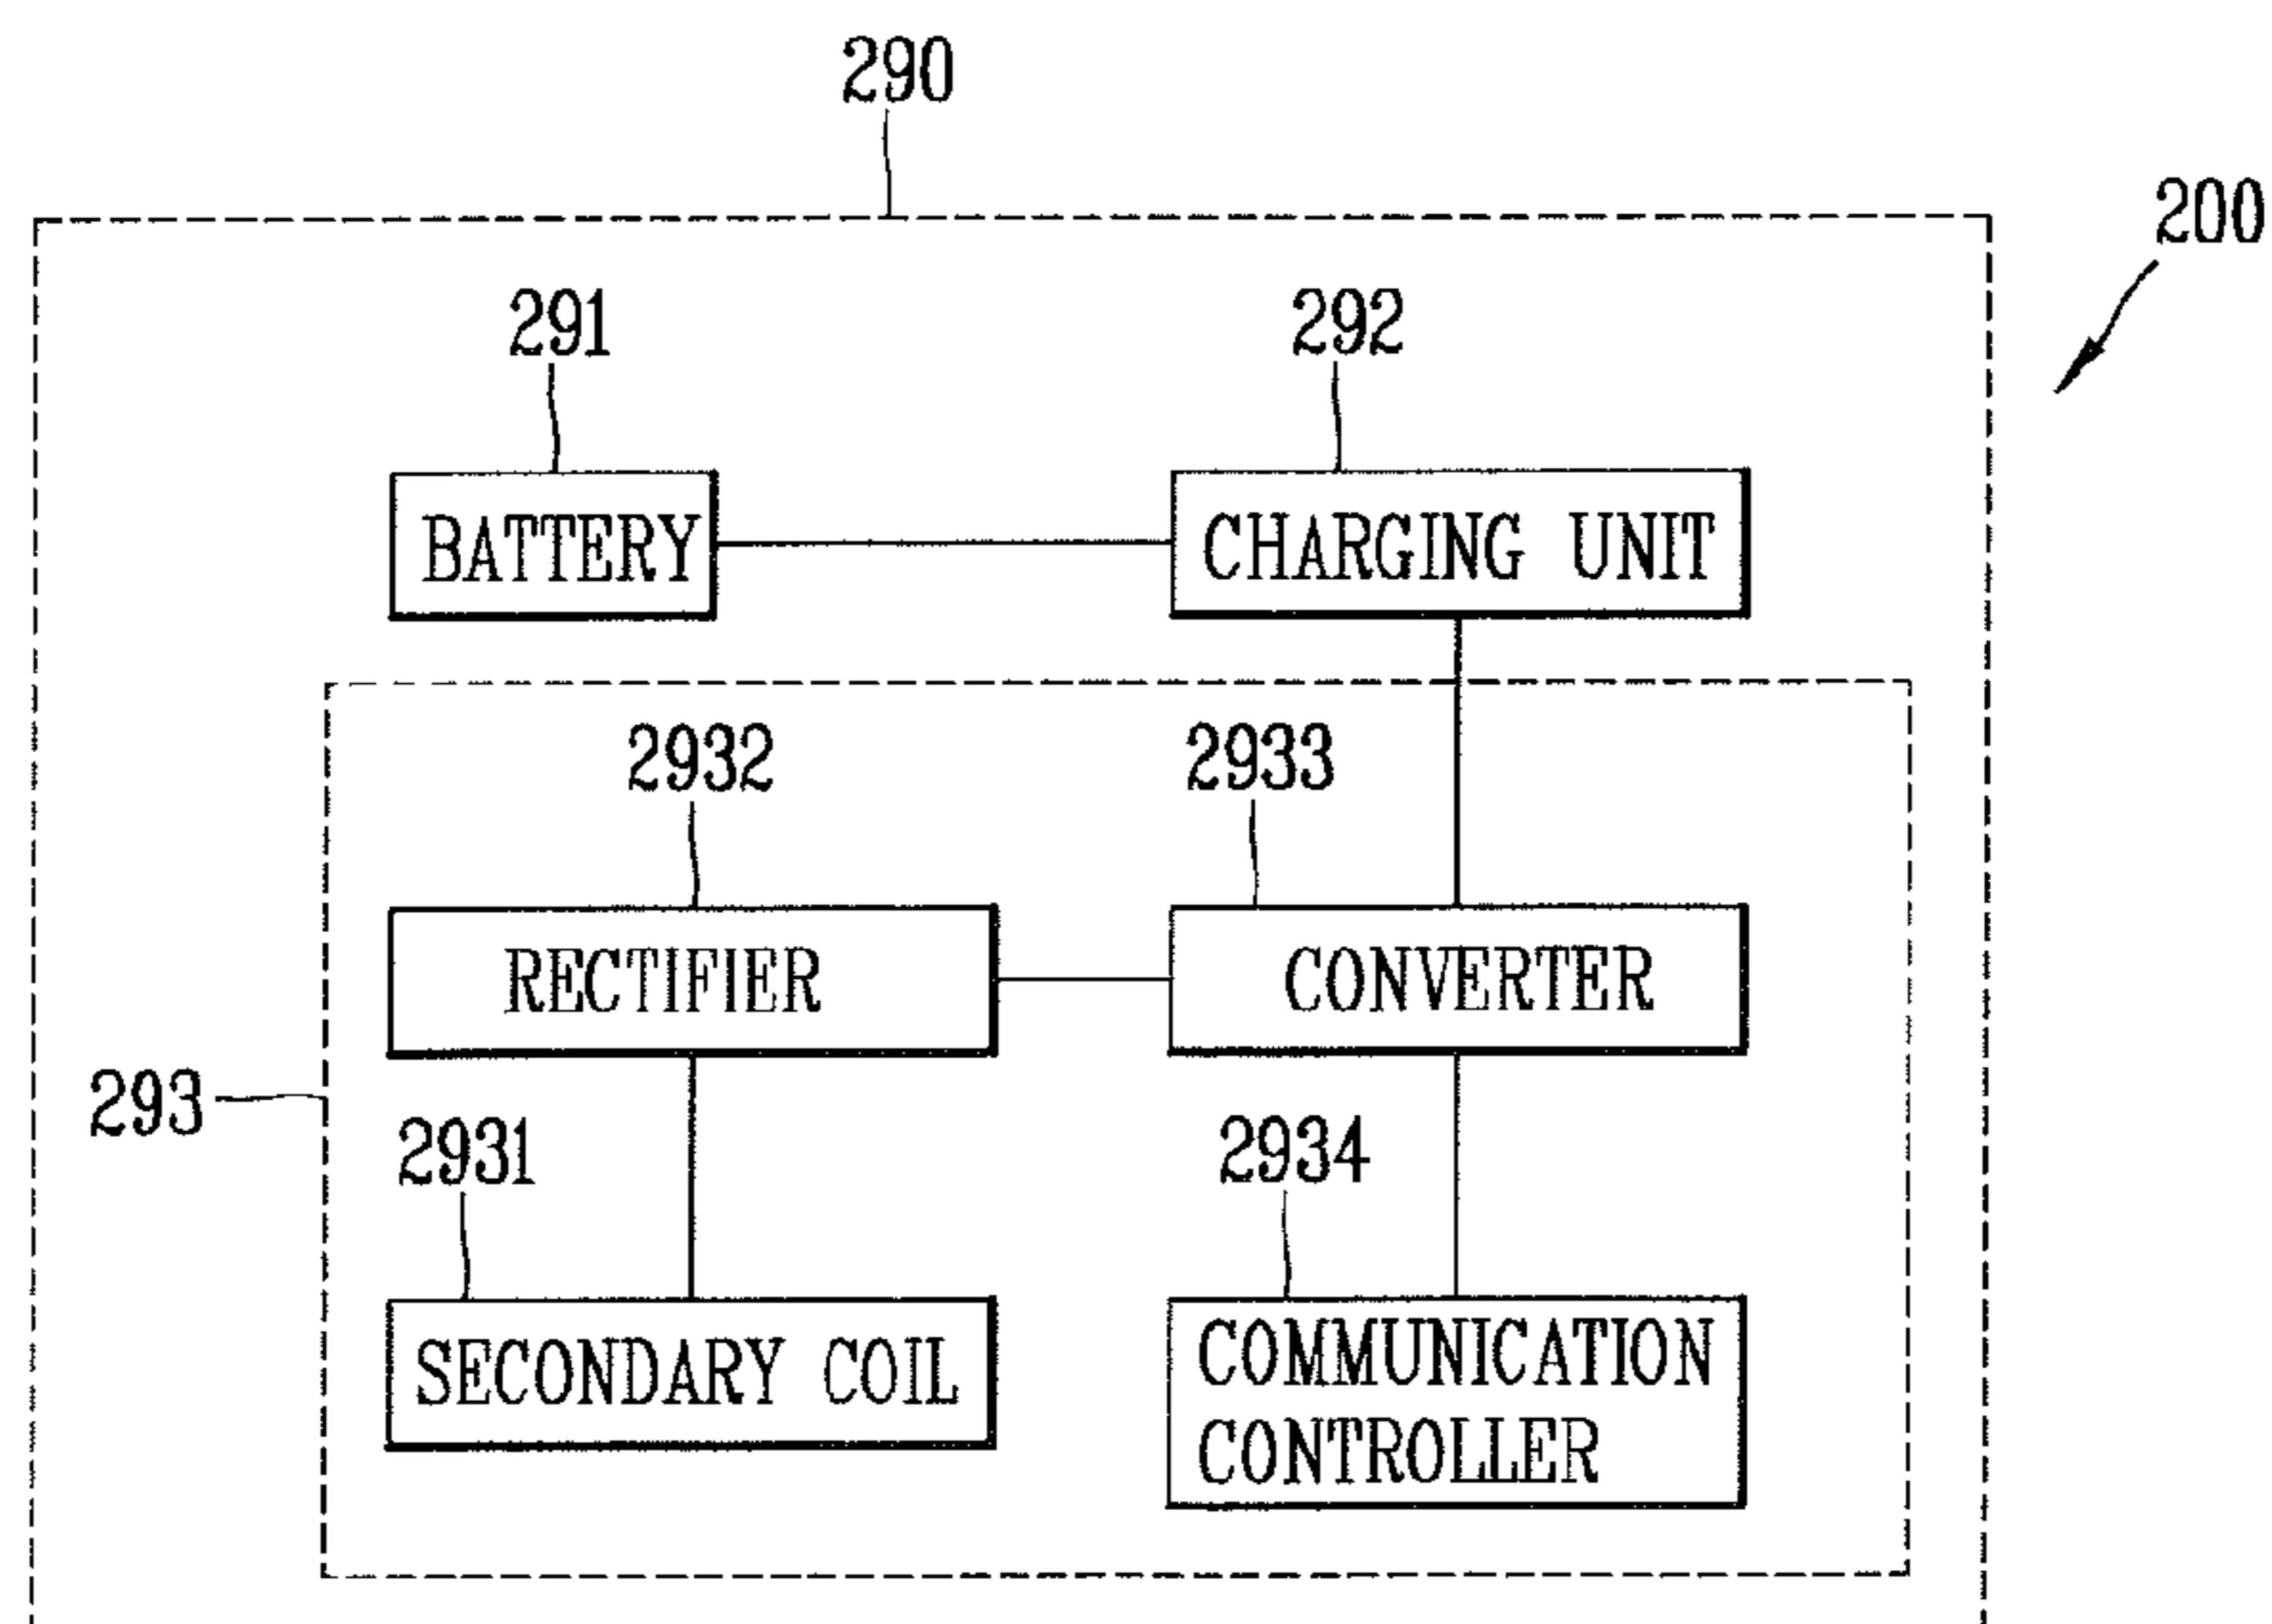 290
200
291
292
BATTERY
CHARGING UNIT
2932
2933
RECTIFIER
CONVERTER
293
2931
2934
SECONDARY COIL
COMMUNICATION
CONTROLLER